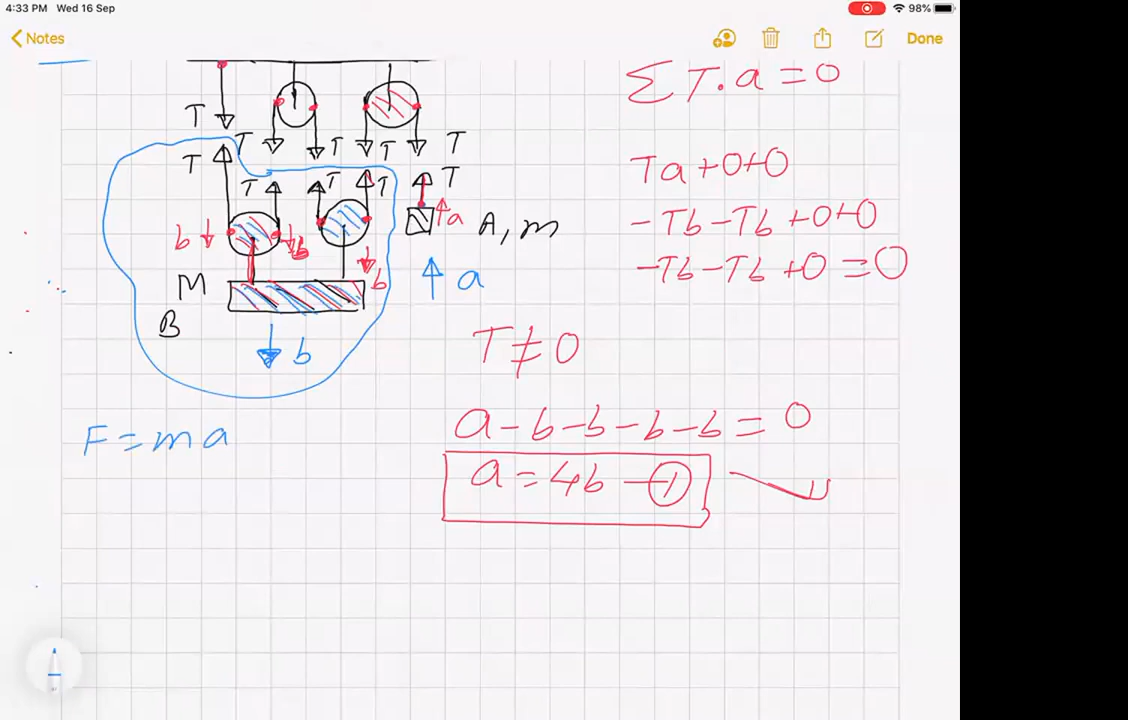 4:33 PM Wed 16 Sep 98%
Notes
Done
Σ T.a = 0
T T T T T T
T T T T T
Ta +0+0
-Tb -Tb +0+0
-Tb -Tb +0 = 0
b b b a A, m
M a
B
b
T ≠ 0
a - b - b - b - b = 0
F = ma
a = 4b — 1